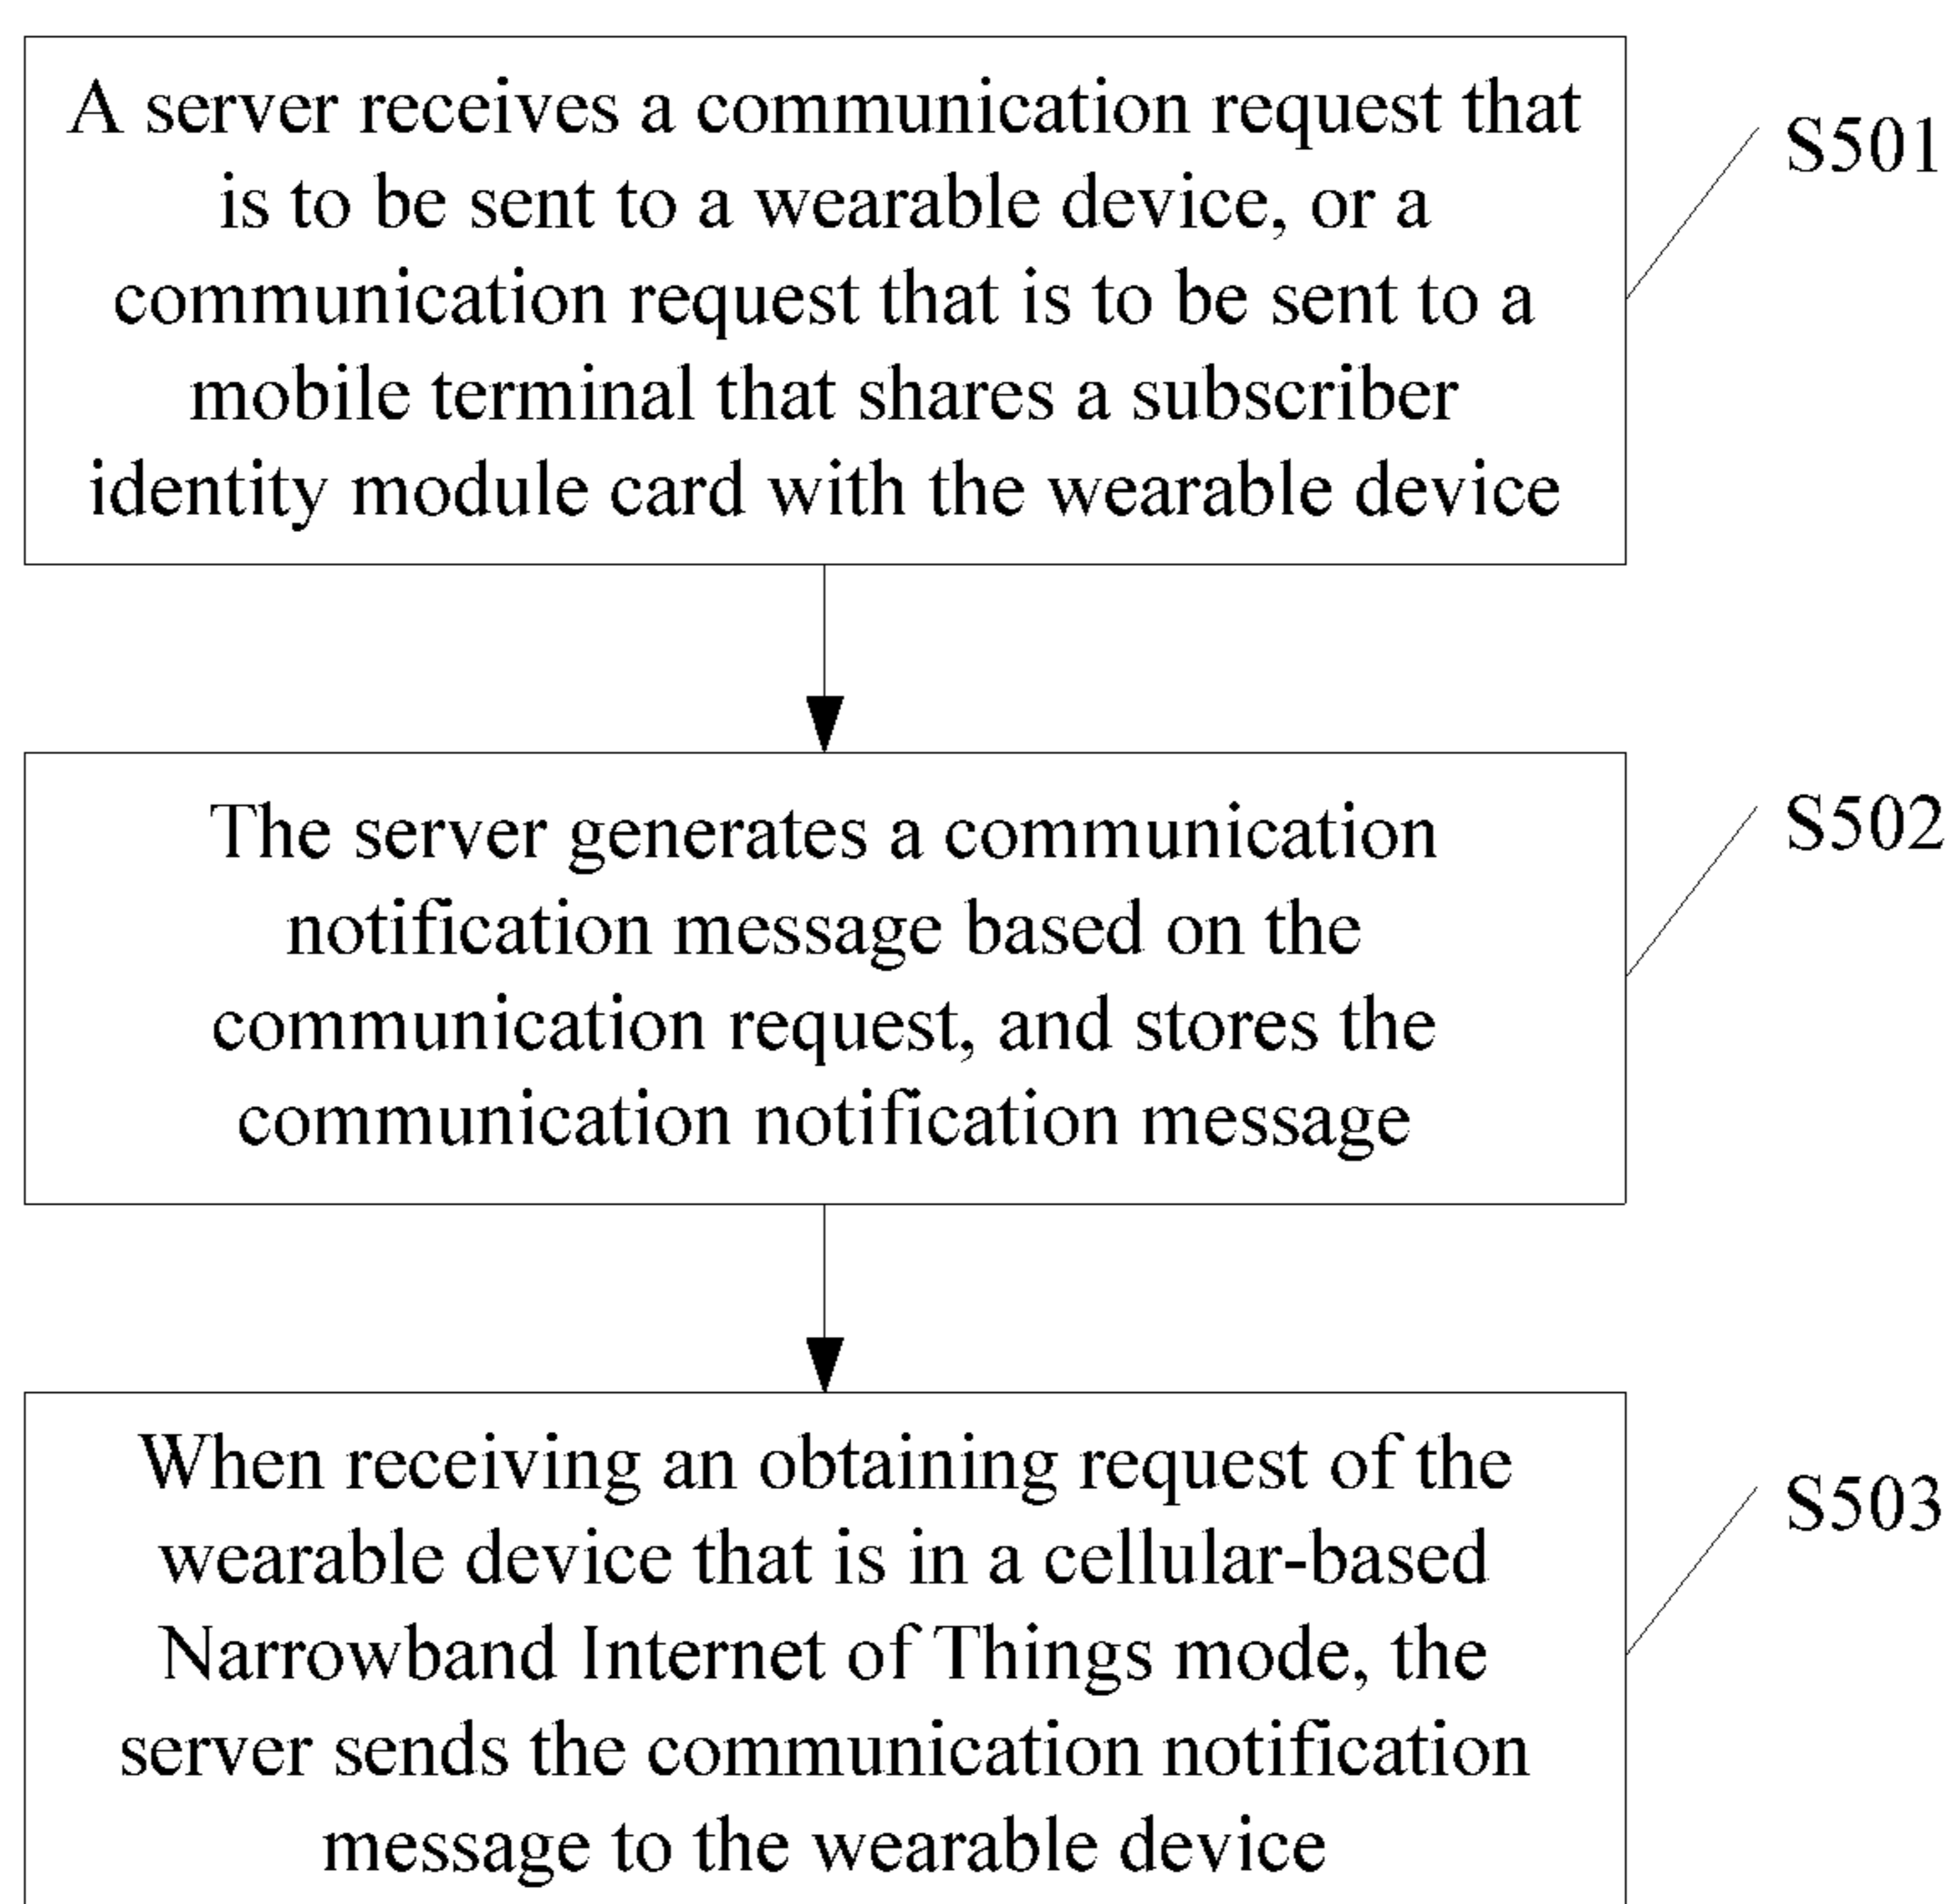 A server receives a communication request that
is to be sent to a wearable device, or a
communication request that is to be sent to a
mobile terminal that shares a subscriber
identity module card with the wearable device
S501
The server generates a communication
notification message based on the
communication request, and stores the
communication notification message
S502
When receiving an obtaining request of the
wearable device that is in a cellular-based
Narrowband Internet of Things mode, the
server sends the communication notification
message to the wearable device
S503